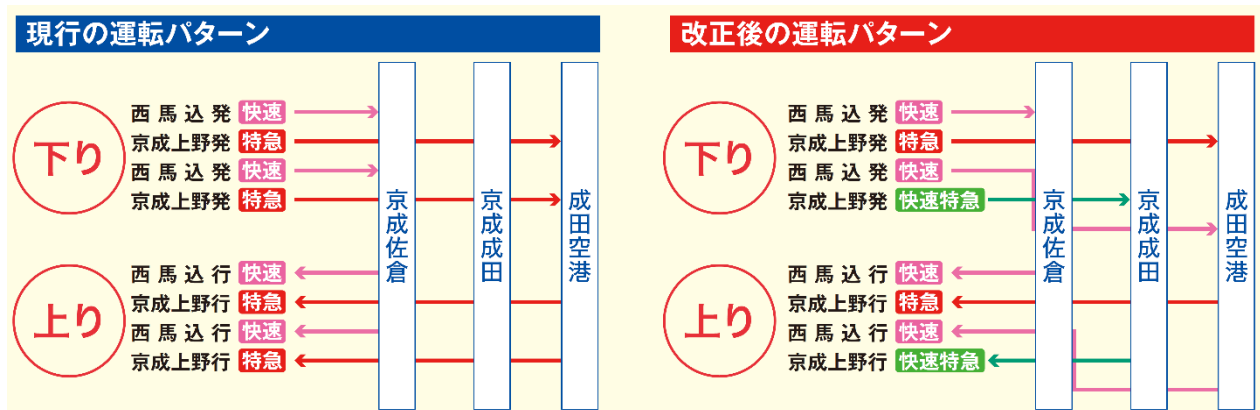 現行の運転パターン
下り
西馬込発 快速
京成上野発 特急
西馬込発 快速
京成上野発 特急
上り
西馬込行 快速
京成上野行 特急
西馬込行 快速
京成上野行 特急
京成佐倉
京成成田
成田空港
改正後の運転パターン
下り
西馬込発 快速
京成上野発 特急
西馬込発 快速
京成上野発 快速特急
上り
西馬込行 快速
京成上野行 特急
西馬込行 快速
京成上野行 快速特急
京成佐倉
京成成田
成田空港